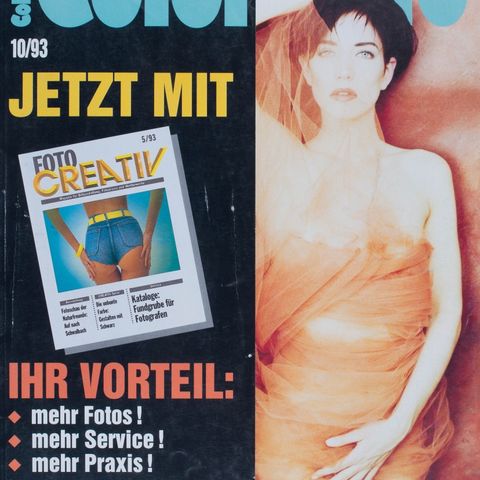 Color
10/93
JETZT MIT
5/93
FOTO
CREATIV
Fotoschau der
Naturfreunde:
Auf nach
Schwalbach
Die unbunte
Farbe:
Gestalten mit
Schwarz
Kataloge:
Fundgrube für
Fotografen
IHR VORTEIL:
◆ mehr Fotos!
◆ mehr Service!
◆ mehr Praxis!